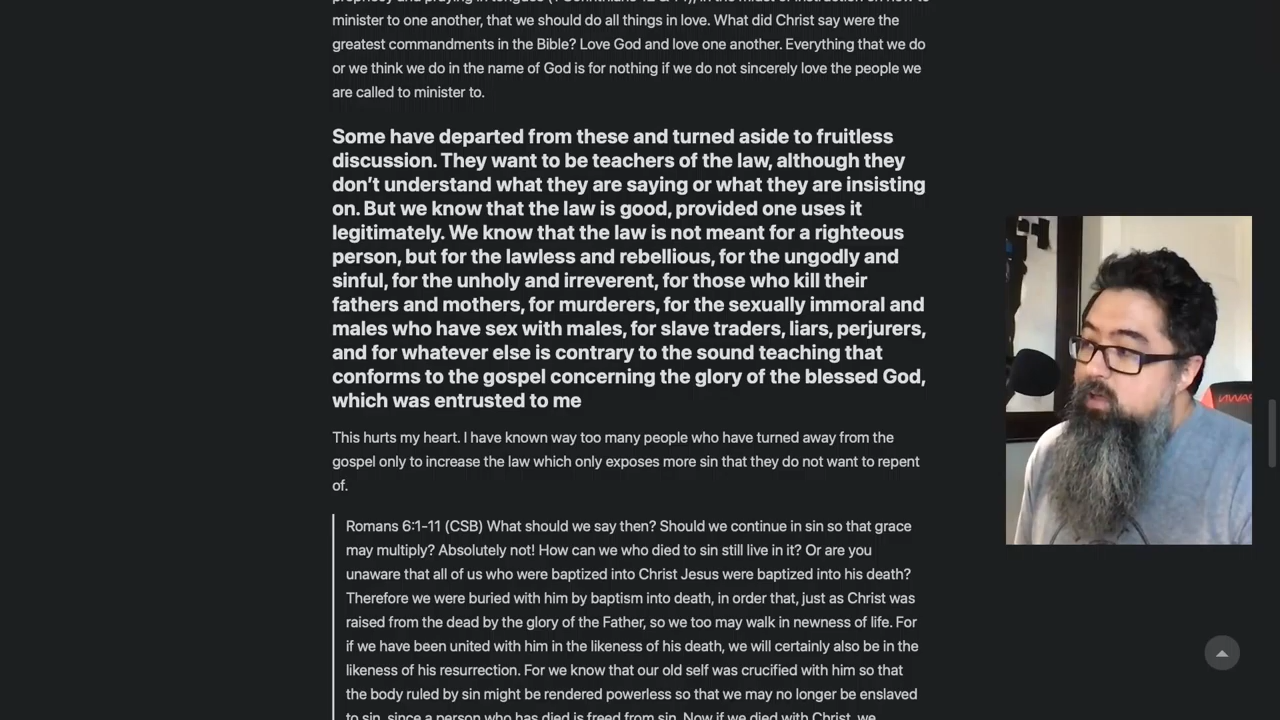 minister to one another, that we should do all things in love. What did Christ say were the
greatest commandments in the Bible? Love God and love one another. Everything that we do
or we think we do in the name of God is for nothing if we do not sincerely love the people we
are called to minister to.
Some have departed from these and turned aside to fruitless
discussion. They want to be teachers of the law, although they
don’t understand what they are saying or what they are insisting
on. But we know that the law is good, provided one uses it
legitimately. We know that the law is not meant for a righteous
person, but for the lawless and rebellious, for the ungodly and
sinful, for the unholy and irreverent, for those who kill their
fathers and mothers, for murderers, for the sexually immoral and
males who have sex with males, for slave traders, liars, perjurers,
and for whatever else is contrary to the sound teaching that
conforms to the gospel concerning the glory of the blessed God,
which was entrusted to me
This hurts my heart. I have known way too many people who have turned away from the
gospel only to increase the law which only exposes more sin that they do not want to repent
of.
Romans 6:1-11 (CSB) What should we say then? Should we continue in sin so that grace
may multiply? Absolutely not! How can we who died to sin still live in it? Or are you
unaware that all of us who were baptized into Christ Jesus were baptized into his death?
Therefore we were buried with him by baptism into death, in order that, just as Christ was
raised from the dead by the glory of the Father, so we too may walk in newness of life. For
if we have been united with him in the likeness of his death, we will certainly also be in the
likeness of his resurrection. For we know that our old self was crucified with him so that
the body ruled by sin might be rendered powerless so that we may no longer be enslaved
to sin, since a person who has died is freed from sin. Now if we died with Christ, we